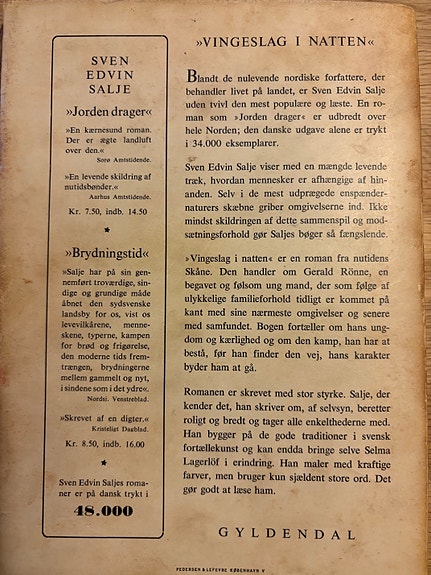 SVEN
EDVIN
SALJE
»Jorden drager«
»En kærnesund roman.
Der er ægte landluft
over den.«
Sorø Amtstidende.
»En levende skildring af
nutidsbønder.«
Aarhus Amtstidende.
Kr. 7.50, indb. 14.50
*
»Brydningstid«
»Salje har på sin gen-
nemført troværdige, sin-
dige og grundige måde
åbnet den sydsvenske
landsby for os, vist os
levevilkårene, menne-
skene, typerne, kampen
for brød og frigørelse,
den moderne tids frem-
trængen, brydningerne
mellem gammelt og nyt,
i sindene som i det ydre«.
Nordsj. Venstreblad.
»Skrevet af en digter.«
Kristeligt Dagblad.
Kr. 8.50, indb. 16.00
*
Sven Edvin Saljes roma-
ner er på dansk trykt i
48.000
»VINGESLAG I NATTEN«
Blandt de nulevende nordiske forfattere, der
behandler livet på landet, er Sven Edvin Salje
uden tvivl den mest populære og læste. En ro-
man som »Jorden drager« er udbredt over
hele Norden; den danske udgave alene er trykt
i 34.000 eksemplarer.
Sven Edvin Salje viser med en mængde levende
træk, hvordan mennesker er afhængige af hin-
anden. Selv i de mest udprægede enspænder-
naturers skæbne griber omgivelserne ind. Ikke
mindst skildringen af dette sammenspil og mod-
sætningsforhold gør Saljes bøger så fængslende.
»Vingeslag i natten« er en roman fra nutidens
Skåne. Den handler om Gerald Rönne, en
begavet og følsom ung mand, der som følge af
ulykkelige familieforhold tidligt er kommet på
kant med sine nærmeste omgivelser og senere
med samfundet. Bogen fortæller om hans ung-
dom og kærlighed og om den kamp, han har at
bestå, før han finder den vej, hans karakter
byder ham at gå.
Romanen er skrevet med stor styrke. Salje, der
kender det, han skriver om, af selvsyn, beretter
roligt og bredt og tager alle enkelthederne med.
Han bygger på de gode traditioner i svensk
fortællekunst og kan endda bringe selve Selma
Lagerlöf i erindring. Han maler med kraftige
farver, men bruger kun sjældent store ord. Det
gør godt at læse ham.
GYLDENDAL
PEDERSEN & LEFEVRE KØBENHAVN V